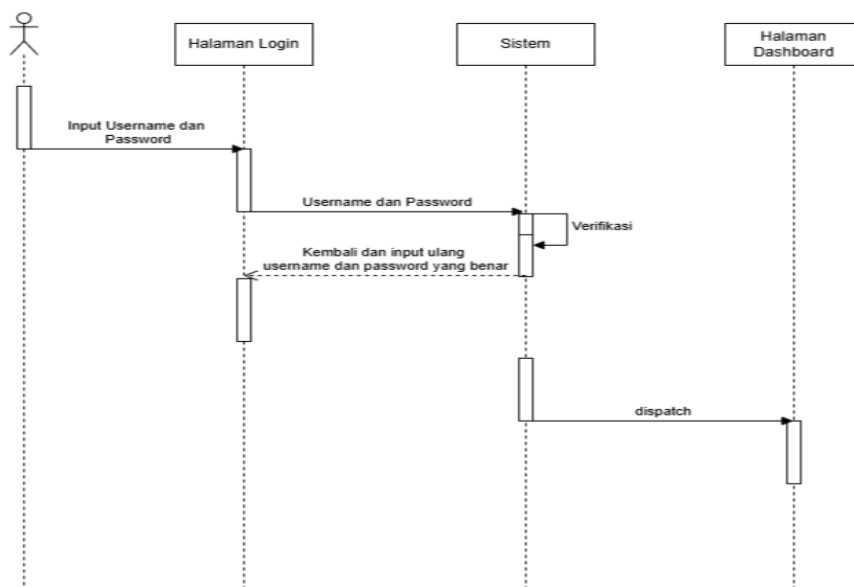 Halaman Login
Sistem
Halaman
Dashboard
Input Username dan
Password
Username dan Password
Verifikasi
Kembali dan input ulang
username dan password yang benar
dispatch